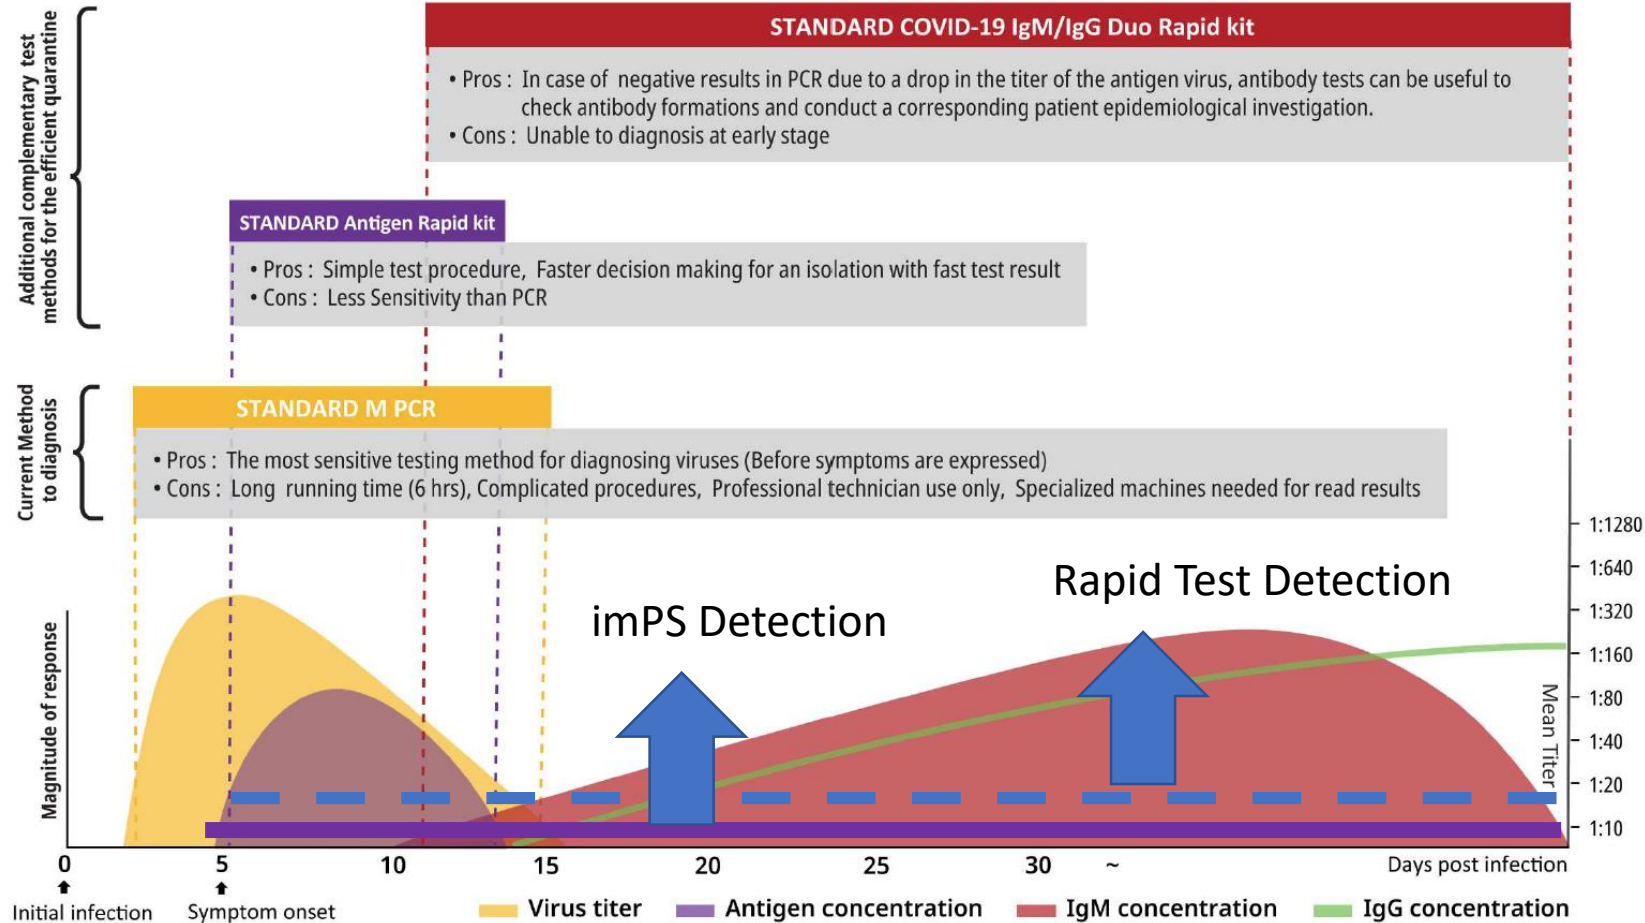 STANDARD COVID-19 IgM/IgG Duo Rapid kit
• Pros : In case of negative results in PCR due to a drop in the titer of the antigen virus, antibody tests can be useful to
check antibody formations and conduct a corresponding patient epidemiological investigation.
• Cons : Unable to diagnosis at early stage
Additional complementary test
methods for the efficient quarantine
STANDARD Antigen Rapid kit
• Pros : Simple test procedure, Faster decision making for an isolation with fast test result
• Cons : Less Sensitivity than PCR
Current Method
to diagnosis
STANDARD M PCR
• Pros : The most sensitive testing method for diagnosing viruses (Before symptoms are expressed)
• Cons : Long running time (6 hrs), Complicated procedures, Professional technician use only, Specialized machines needed for read results
imPS Detection
Rapid Test Detection
Magnitude of response
Mean Titer
1:1280
1:640
1:320
1:160
1:80
1:40
1:20
1:10
0 5 10 15 20 25 30 ~ Days post infection
Initial infection
Symptom onset
Virus titer
Antigen concentration
IgM concentration
IgG concentration